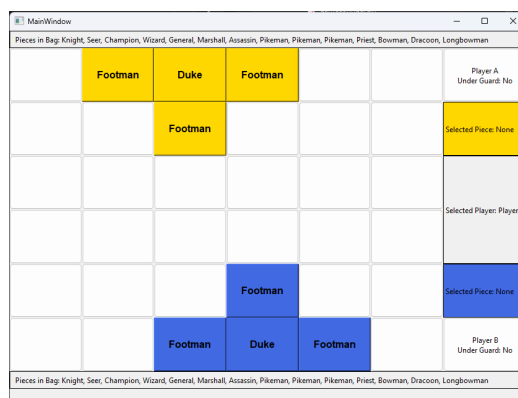 MainWindow
Pieces in Bag: Knight, Seer, Champion, Wizard, General, Marshall, Assassin, Pikeman, Pikeman, Pikeman, Priest, Bowman, Dracoon, Longbowman
Footman Duke Footman
Player A
Under Guard: No
Footman
Selected Piece: None
Selected Player: Player
Footman
Selected Piece: None
Footman Duke Footman
Player B
Under Guard: No
Pieces in Bag: Knight, Seer, Champion, Wizard, General, Marshall, Assassin, Pikeman, Pikeman, Pikeman, Priest, Bowman, Dracoon, Longbowman